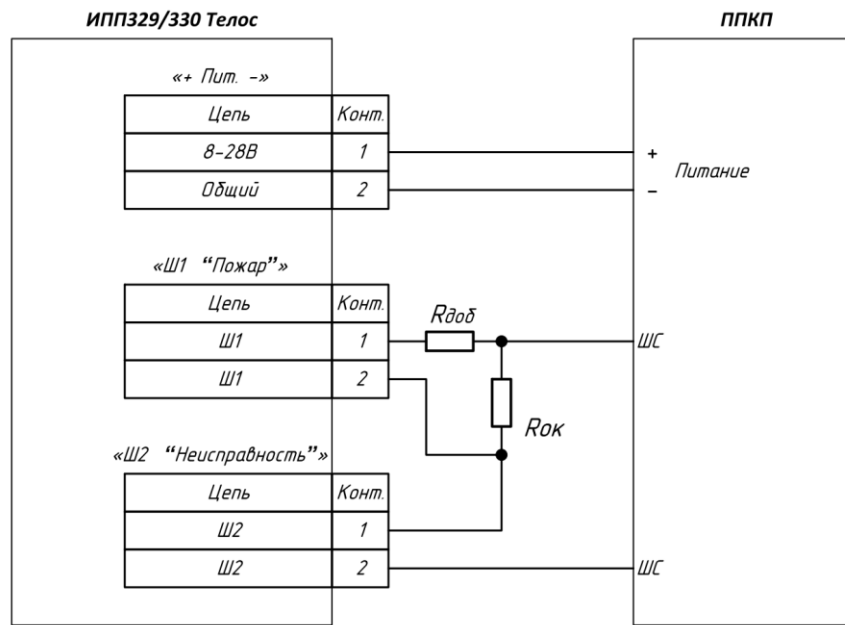 ИПП329/330 Телос
ППКП
«+ Пит. -»
Цепь Конт.
8-28В 1
Общий 2
+
Питание
-
«Ш1 “Пожар”»
Цепь Конт.
Ш1 1
Ш1 2
Rдоб
ШС
Rок
«Ш2 “Неисправность”»
Цепь Конт.
Ш2 1
Ш2 2
ШС